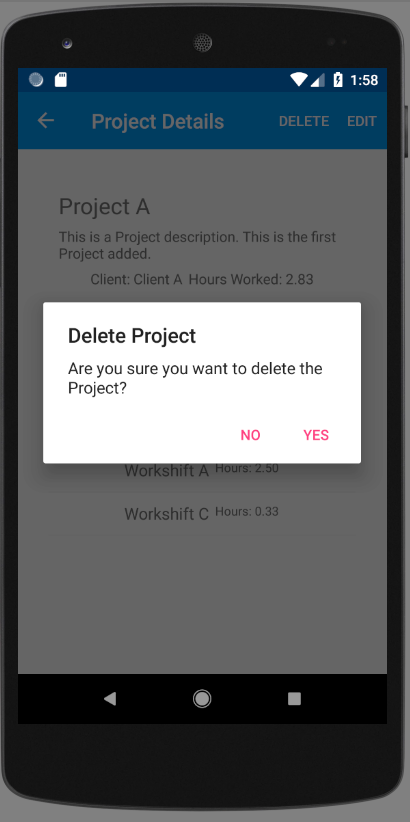 1:58
Project Details DELETE EDIT
Project A
This is a Project description. This is the first
Project added.
Client: Client A Hours Worked: 2.83
Delete Project
Are you sure you want to delete the
Project?
NO YES
Workshift A Hours: 2.50
Workshift C Hours: 0.33